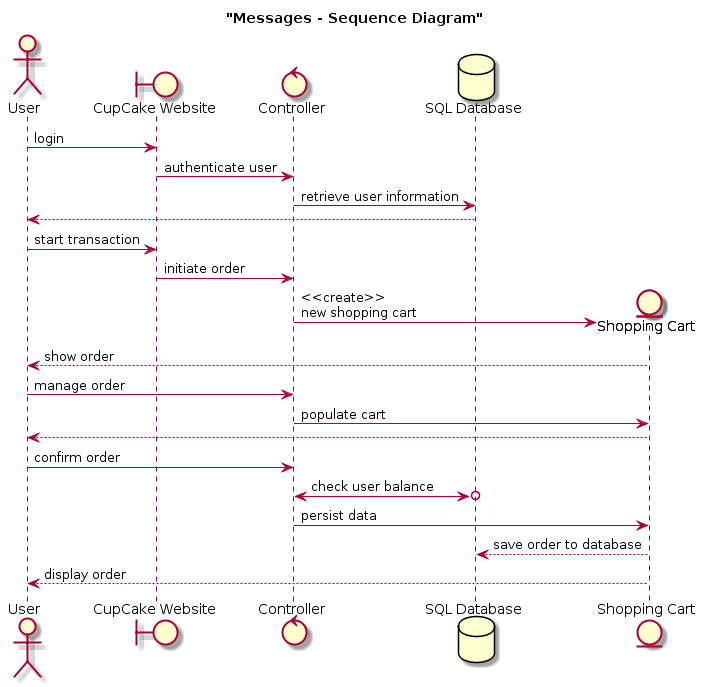 "Messages - Sequence Diagram"
User
CupCake Website
Controller
SQL Database
login
authenticate user
retrieve user information
start transaction
initiate order
<<create>>
new shopping cart
Shopping Cart
show order
manage order
populate cart
confirm order
check user balance
persist data
save order to database
display order
User
CupCake Website
Controller
SQL Database
Shopping Cart